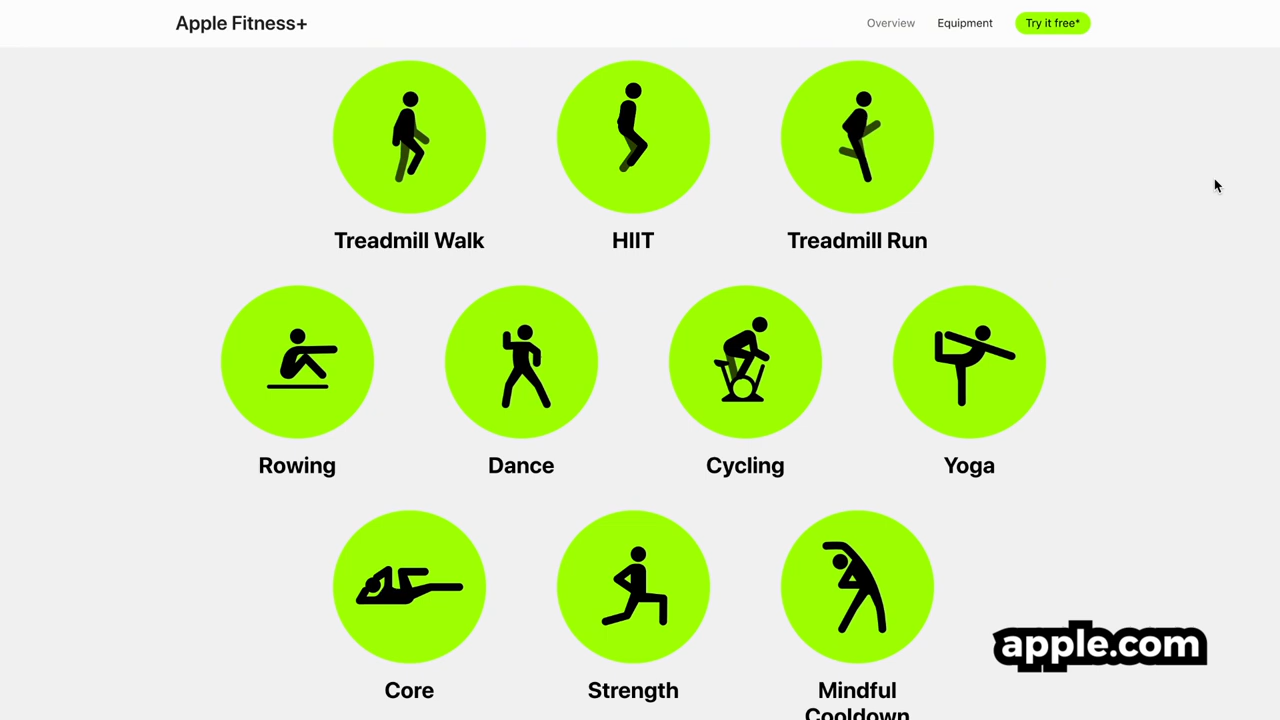 Apple Fitness+
Overview
Equipment
Try it free*
Treadmill Walk
HIIT
Treadmill Run
Rowing
Dance
Cycling
Yoga
Core
Strength
Mindful
Cooldown
apple.com